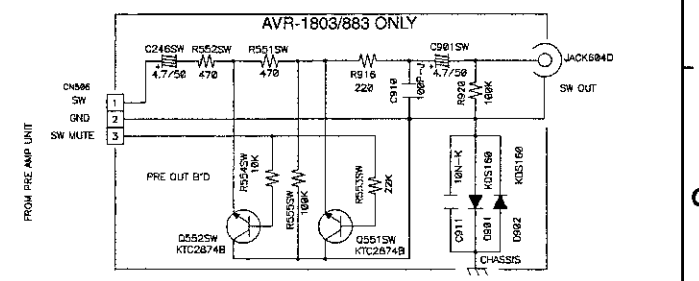 AVR-1803/883 ONLY
C246SW R552SW R551SW C901SW
4.7/50 470 470 4.7/50
R916
220
C910
100P-J
R920
100K
JACK604D
SW OUT
CN506
SW 1
GND 2
SW MUTE 3
FROM PRE AMP UNIT
PRE OUT B'D
R554SW
10K
R555SW
100K
R553SW
22K
Q552SW
KTC2874B
Q551SW
KTC2874B
C911
10N-K
D901
KDS160
D902
KDS160
CHASSIS